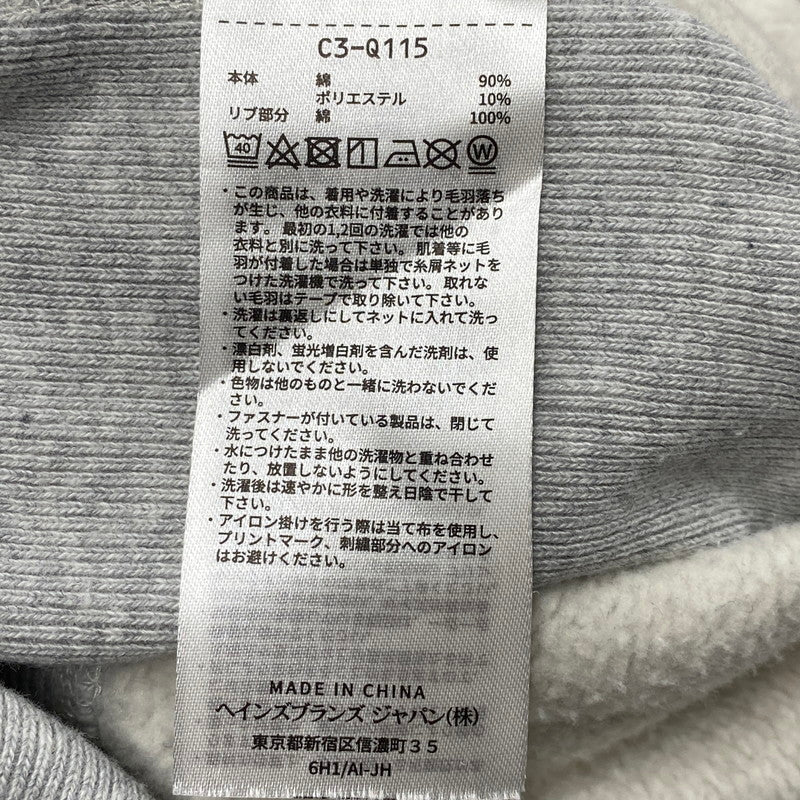 C3-Q115
本体 綿 90%
ポリエステル 10%
リブ部分 綿 100%
40 W
・この商品は、着用や洗濯により毛羽落ち
が生じ、他の衣料に付着することがあり
ます。 最初の1,2回の洗濯では他の
衣料と別に洗って下さい。 肌着等に毛
羽が付着した場合は単独で糸屑ネットを
つけた洗濯機で洗って下さい。 取れな
い毛羽はテープで取り除いて下さい。
・洗濯は裏返しにしてネットに入れて洗っ
てください。
・漂白剤、蛍光増白剤を含んだ洗剤は、使
用しないでください。
・色物は他のものと一緒に洗わないでくだ
さい。
・ファスナーが付いている製品は、閉じて
洗ってください。
・水につけたまま他の洗濯物と重ね合わせ
たり、放置しないようにしてください。
・洗濯後は速やかに形を整え日陰で干して
下さい。
・アイロン掛けを行う際は当て布を使用し、
プリントマーク、刺繍部分へのアイロン
はお避けください。
MADE IN CHINA
ヘインズブランズ ジャパン(株)
東京都新宿区信濃町35
6H1/AI-JH